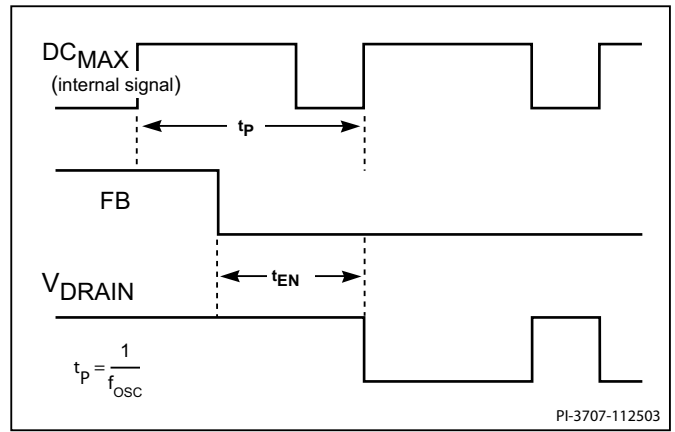 DCMAX
(internal signal)
tP
FB
tEN
VDRAIN
tP = 1/fOSC
PI-3707-112503